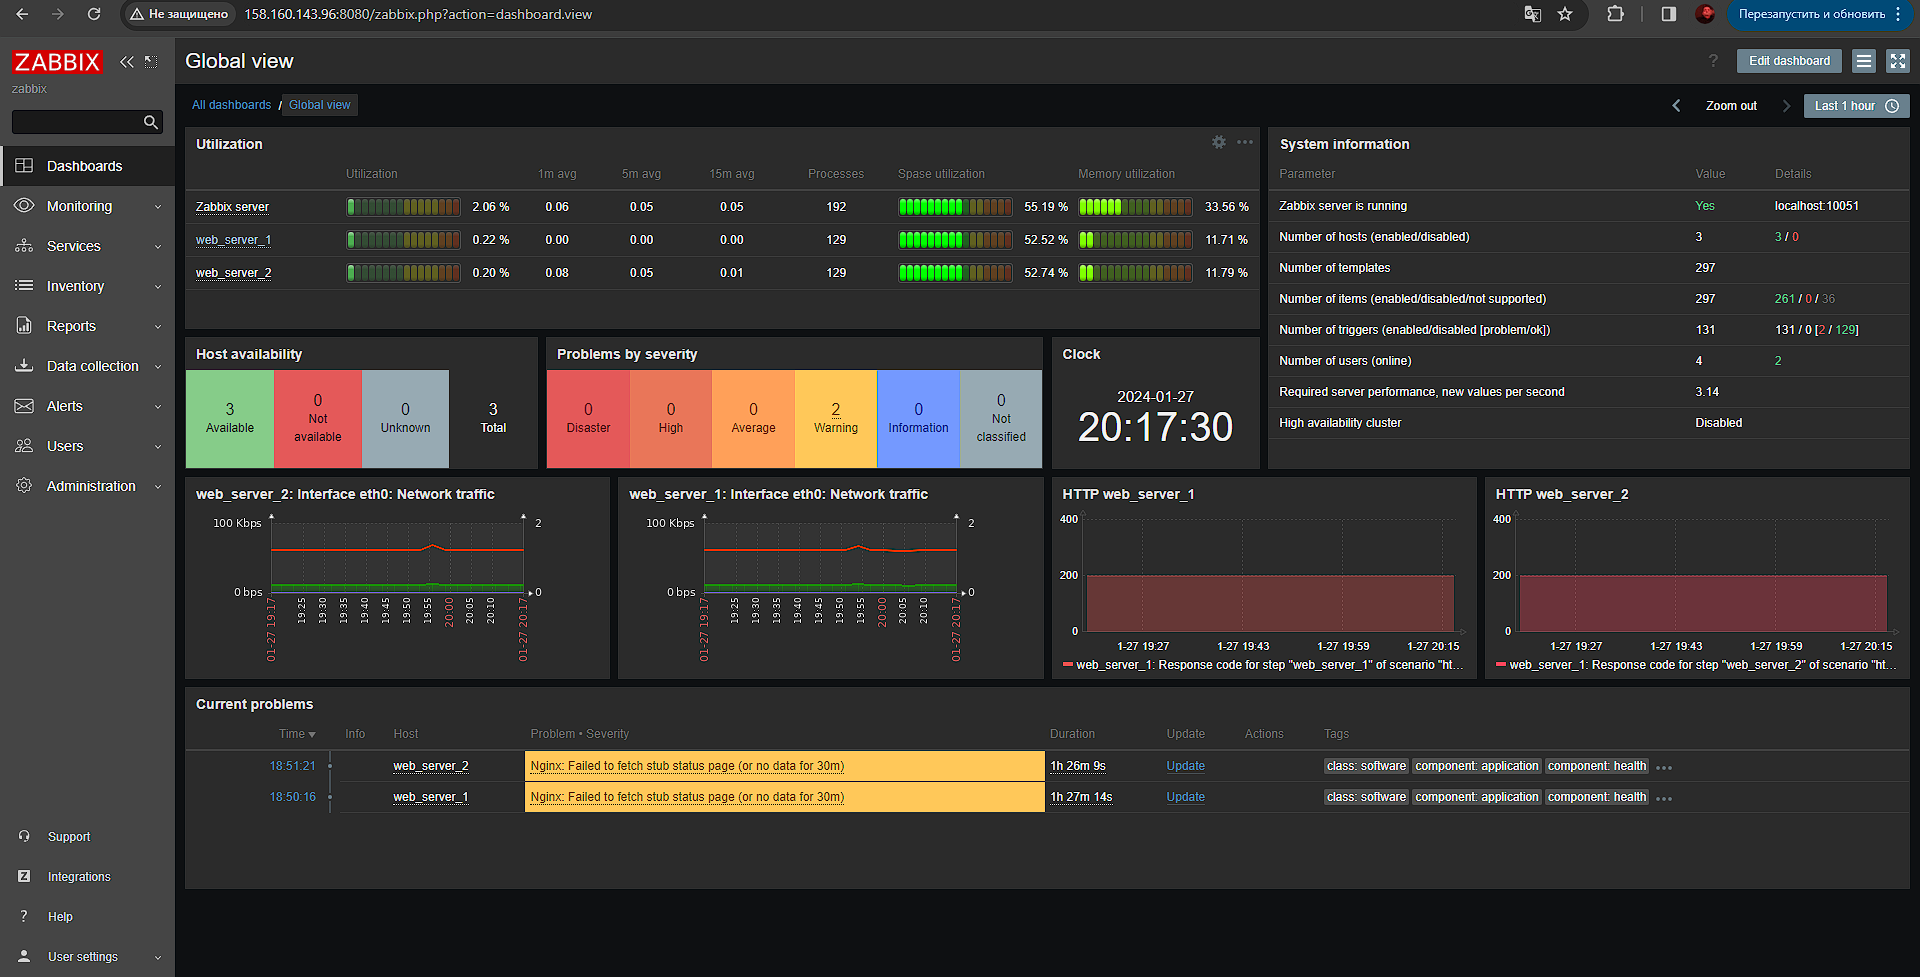 Не защищено 158.160.143.96:8080/zabbix.php?action=dashboard.view Перезапустить и обновить
ZABBIX
zabbix
Dashboards
Monitoring
Services
Inventory
Reports
Data collection
Alerts
Users
Administration
Support
Integrations
Help
User settings
Global view
? Edit dashboard
All dashboards / Global view
Zoom out Last 1 hour
Utilization
Utilization 1m avg 5m avg 15m avg Processes Spase utilization Memory utilization
Zabbix server 2.06 % 0.06 0.05 0.05 192 55.19 % 33.56 %
web_server_1 0.22 % 0.00 0.00 0.00 129 52.52 % 11.71 %
web_server_2 0.20 % 0.08 0.05 0.01 129 52.74 % 11.79 %
System information
Parameter Value Details
Zabbix server is running Yes localhost:10051
Number of hosts (enabled/disabled) 3 3 / 0
Number of templates 297
Number of items (enabled/disabled/not supported) 297 261 / 0 / 36
Number of triggers (enabled/disabled [problem/ok]) 131 131 / 0 [2 / 129]
Number of users (online) 4 2
Required server performance, new values per second 3.14
High availability cluster Disabled
Host availability
3 Available
0 Not available
0 Unknown
3 Total
Problems by severity
0 Disaster
0 High
0 Average
2 Warning
0 Information
0 Not classified
Clock
2024-01-27
20:17:30
web_server_2: Interface eth0: Network traffic
100 Kbps 2
0 bps 0
01-27 19:17 19:25 19:30 19:35 19:40 19:45 19:50 19:55 20:00 20:05 20:10 01-27 20:17
web_server_1: Interface eth0: Network traffic
100 Kbps 2
0 bps 0
01-27 19:17 19:25 19:30 19:35 19:40 19:45 19:50 19:55 20:00 20:05 20:10 01-27 20:17
HTTP web_server_1
400
200
0
1-27 19:27 1-27 19:43 1-27 19:59 1-27 20:15
web_server_1: Response code for step "web_server_1" of scenario "ht...
HTTP web_server_2
400
200
0
1-27 19:27 1-27 19:43 1-27 19:59 1-27 20:15
web_server_1: Response code for step "web_server_2" of scenario "ht...
Current problems
Time Info Host Problem • Severity Duration Update Actions Tags
18:51:21 web_server_2 Nginx: Failed to fetch stub status page (or no data for 30m) 1h 26m 9s Update class: software component: application component: health
18:50:16 web_server_1 Nginx: Failed to fetch stub status page (or no data for 30m) 1h 27m 14s Update class: software component: application component: health